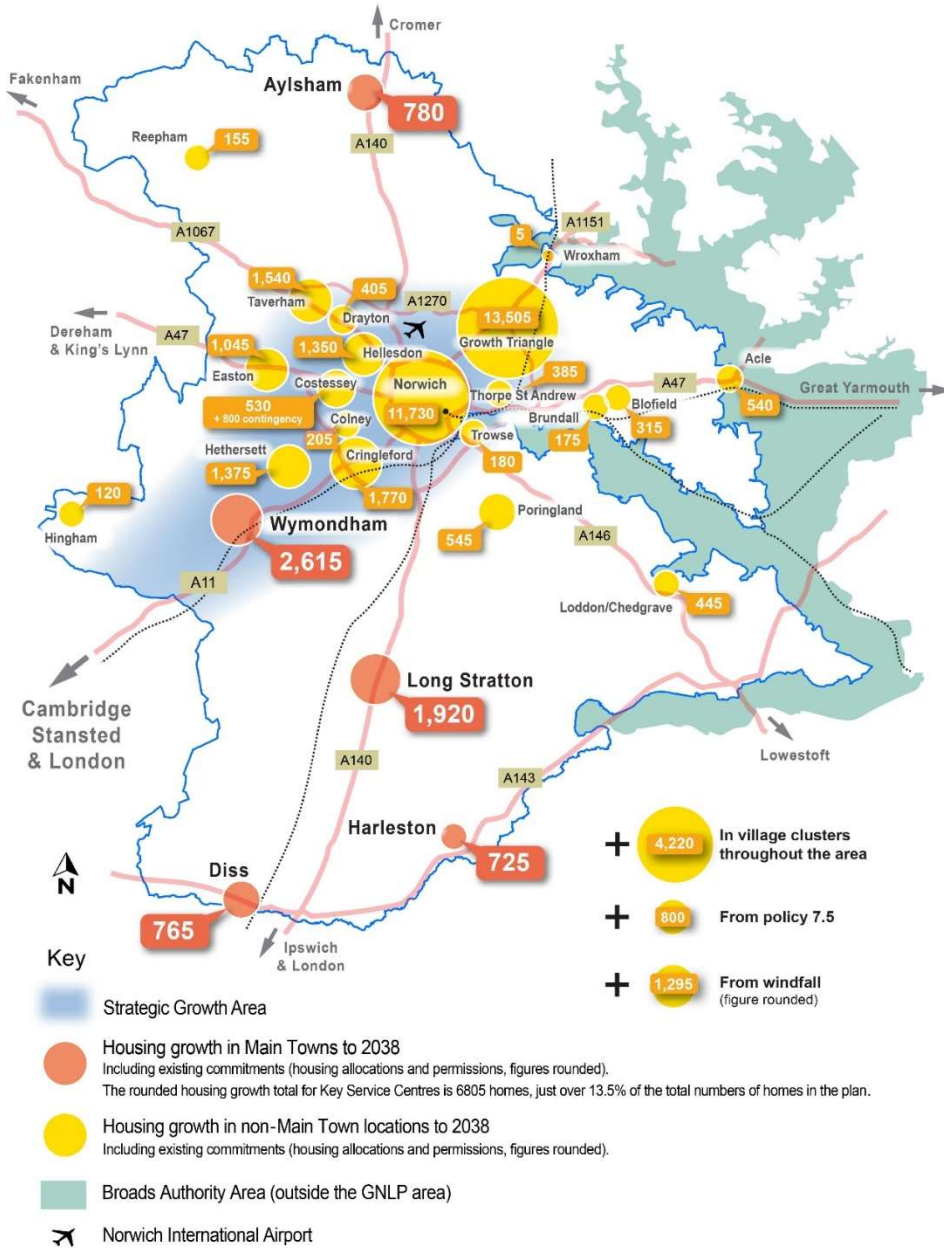 Cromer
Fakenham
Aylsham
780
Reepham
155
A140
A1067
A1151
5
Wroxham
1,540
Taverham
405
Drayton
A1270
13,505
Growth Triangle
Dereham
& King's Lynn
A47
1,045
Easton
1,350
Hellesdon
Costessey
Norwich
11,730
385
Thorpe St Andrew
A47
Acle
540
Great Yarmouth
530
+ 800 contingency
Colney
205
Brundall
175
Blofield
315
Trowse
180
Hethersett
1,375
Cringleford
1,770
120
Hingham
Wymondham
2,615
545
Poringland
A146
A11
Loddon/Chedgrave
445
Cambridge
Stansted
& London
Long Stratton
1,920
Lowestoft
A140
A143
Harleston
725
N
Diss
765
Ipswich
& London
+
4,220
In village clusters
throughout the area
+
800
From policy 7.5
+
1,295
From windfall
(figure rounded)
Key
Strategic Growth Area
Housing growth in Main Towns to 2038
Including existing commitments (housing allocations and permissions, figures rounded).
The rounded housing growth total for Key Service Centres is 6805 homes, just over 13.5% of the total numbers of homes in the plan.
Housing growth in non-Main Town locations to 2038
Including existing commitments (housing allocations and permissions, figures rounded).
Broads Authority Area (outside the GNLP area)
Norwich International Airport